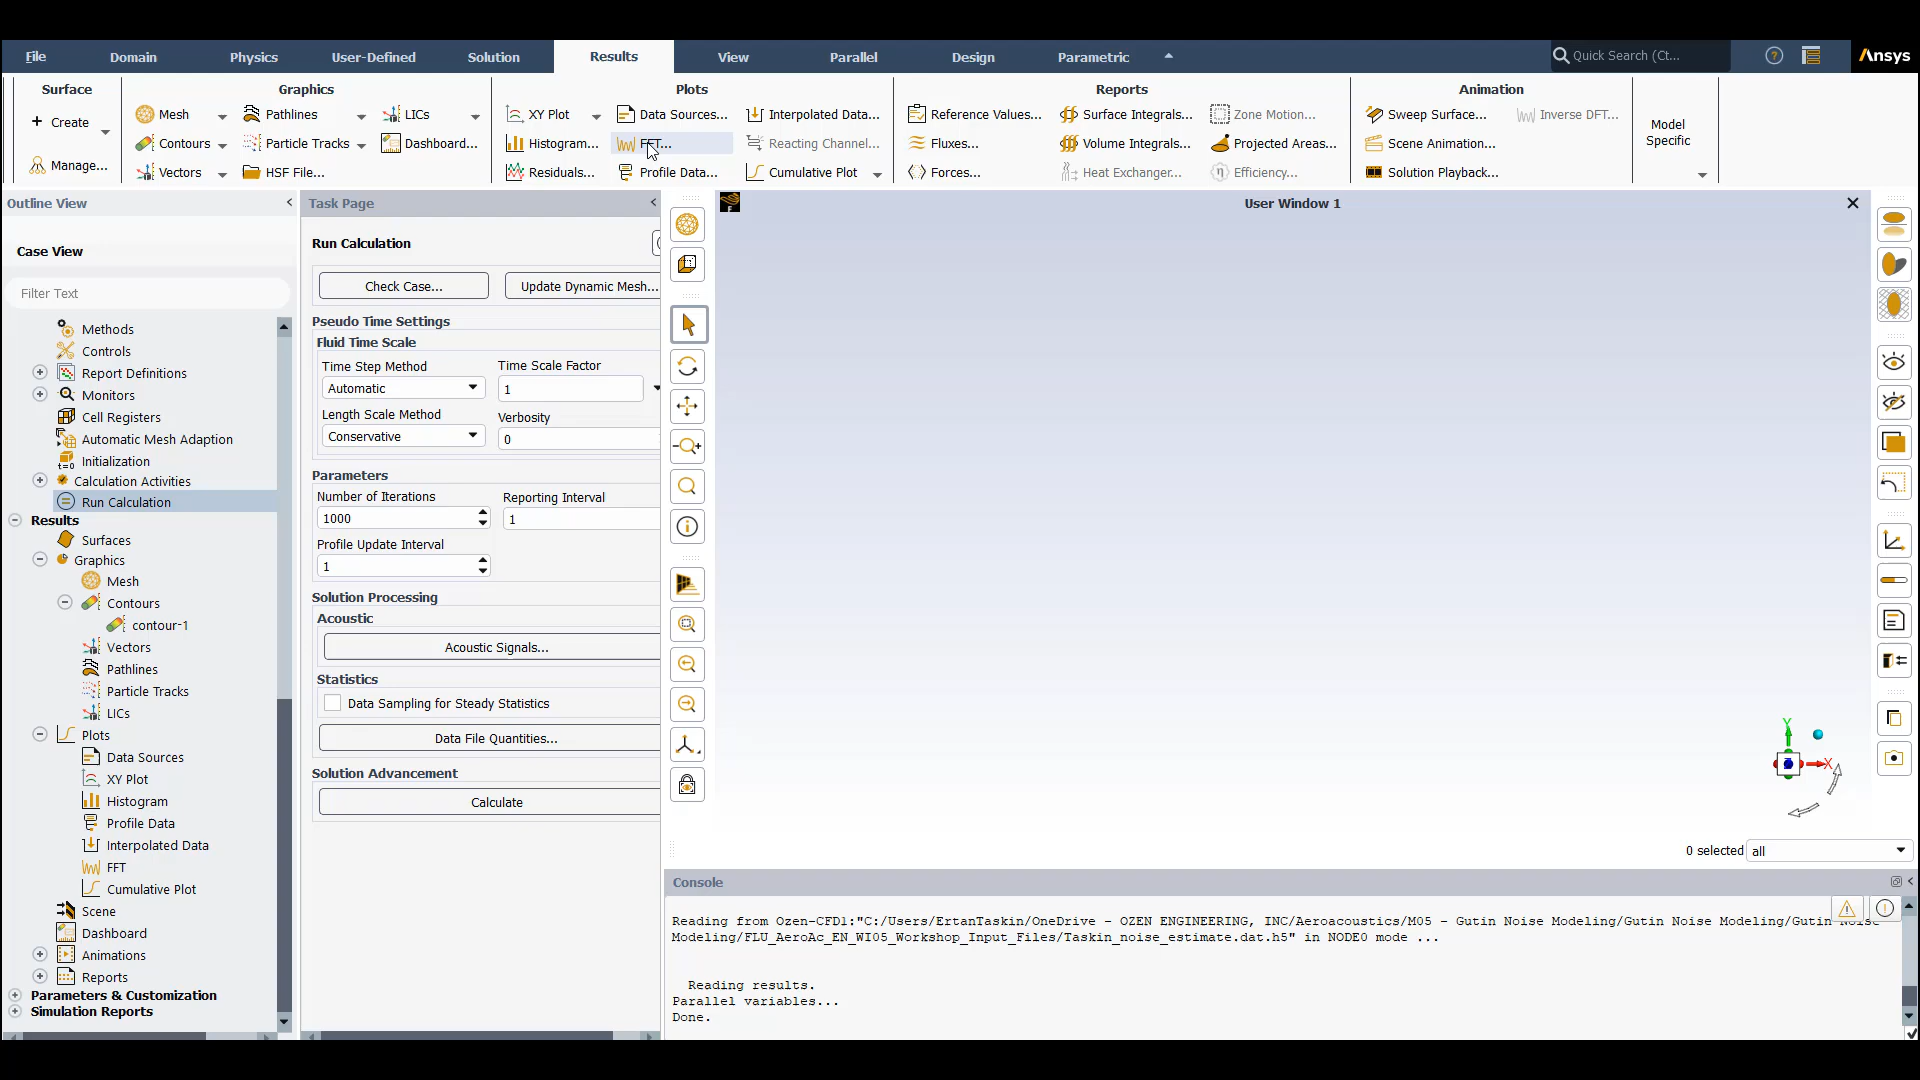 File Domain Physics User-Defined Solution Results View Parallel Design Parametric Quick Search (Ct... Ansys
Surface Graphics Plots Reports Animation
Create Mesh Pathlines LICs XY Plot Data Sources... Interpolated Data... Reference Values... Surface Integrals... Zone Motion... Sweep Surface... Inverse DFT...
Contours Particle Tracks Dashboard... Histogram... FFT... Reacting Channel... Fluxes... Volume Integrals... Projected Areas... Scene Animation...
Model
Specific
Manage... Vectors HSF File... Residuals... Profile Data... Cumulative Plot Forces... Heat Exchanger... Efficiency... Solution Playback...
Outline View
Case View
Filter Text
Methods
Controls
Report Definitions
Monitors
Cell Registers
Automatic Mesh Adaption
Initialization
Calculation Activities
Run Calculation
Results
Surfaces
Graphics
Mesh
Contours
contour-1
Vectors
Pathlines
Particle Tracks
LICs
Plots
Data Sources
XY Plot
Histogram
Profile Data
Interpolated Data
FFT
Cumulative Plot
Scene
Dashboard
Animations
Reports
Parameters & Customization
Simulation Reports
Task Page
Run Calculation
Check Case... Update Dynamic Mesh...
Pseudo Time Settings
Fluid Time Scale
Time Step Method Time Scale Factor
Automatic 1
Length Scale Method Verbosity
Conservative 0
Parameters
Number of Iterations Reporting Interval
1000 1
Profile Update Interval
1
Solution Processing
Acoustic
Acoustic Signals...
Statistics
Data Sampling for Steady Statistics
Data File Quantities...
Solution Advancement
Calculate
User Window 1
Y
X
0 selected all
Console
Reading from Ozen-CFD1:"C:/Users/ErtanTaskin/OneDrive - OZEN ENGINEERING, INC/Aeroacoustics/M05 - Gutin Noise Modeling/Gutin Noise Modeling/Gutin Noise
Modeling/FLU_AeroAc_EN_WI05_Workshop_Input_Files/Taskin_noise_estimate.dat.h5" in NODE0 mode ...
Reading results.
Parallel variables...
Done.